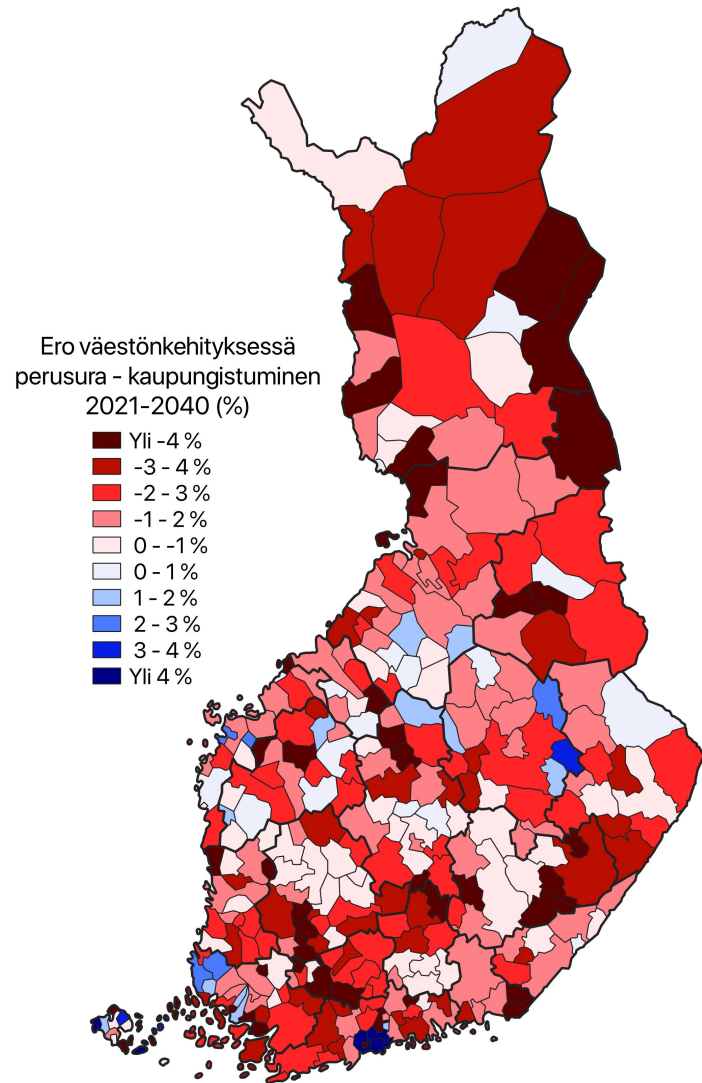 Ero väestönkehityksessä
perusura - kaupungistuminen
2021-2040 (%)
Yli -4 %
-3 - 4 %
-2 - 3 %
-1 - 2 %
0 - -1 %
0 - 1 %
1 - 2 %
2 - 3 %
3 - 4 %
Yli 4 %